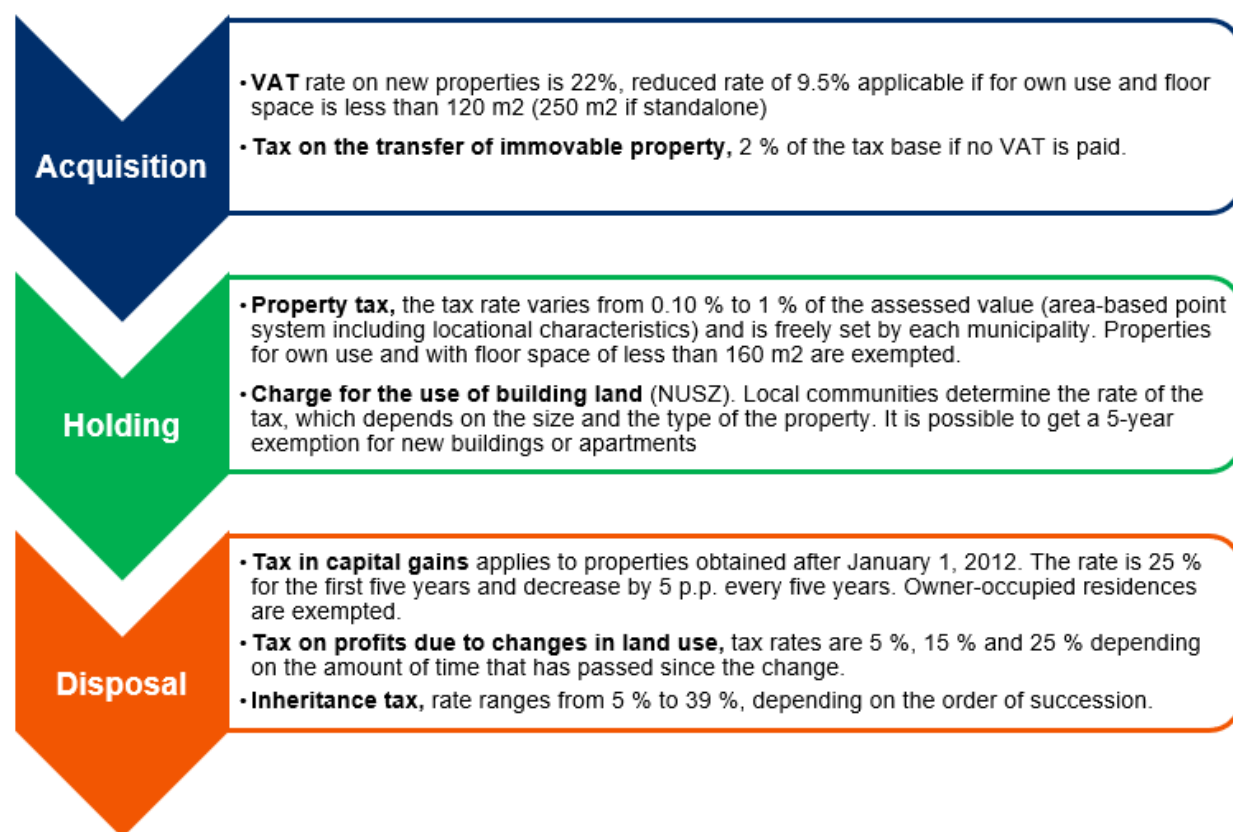 Acquisition
• VAT rate on new properties is 22%, reduced rate of 9.5% applicable if for own use and floor
space is less than 120 m2 (250 m2 if standalone)
• Tax on the transfer of immovable property, 2 % of the tax base if no VAT is paid.
Holding
• Property tax, the tax rate varies from 0.10 % to 1 % of the assessed value (area-based point
system including locational characteristics) and is freely set by each municipality. Properties
for own use and with floor space of less than 160 m2 are exempted.
• Charge for the use of building land (NUSZ). Local communities determine the rate of the
tax, which depends on the size and the type of the property. It is possible to get a 5-year
exemption for new buildings or apartments
Disposal
• Tax in capital gains applies to properties obtained after January 1, 2012. The rate is 25 %
for the first five years and decrease by 5 p.p. every five years. Owner-occupied residences
are exempted.
• Tax on profits due to changes in land use, tax rates are 5 %, 15 % and 25 % depending
on the amount of time that has passed since the change.
• Inheritance tax, rate ranges from 5 % to 39 %, depending on the order of succession.